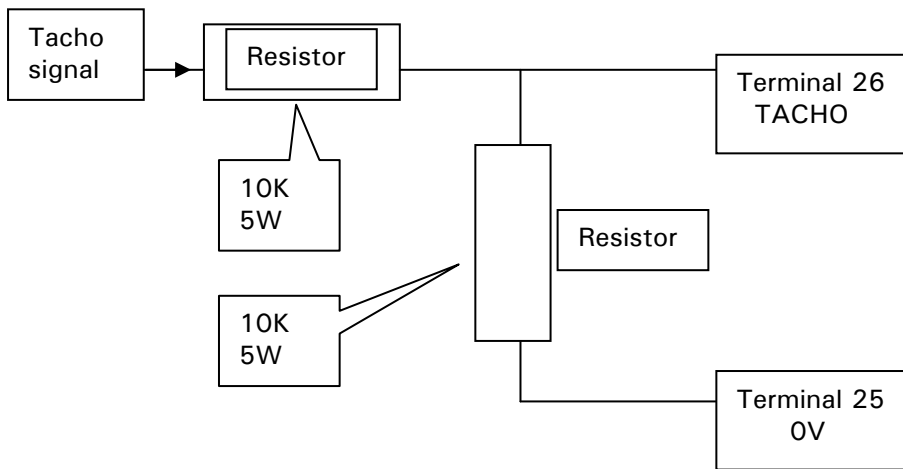 Tacho
signal
Resistor
Terminal 26
TACHO
10K
5W
Resistor
10K
5W
Terminal 25
0V